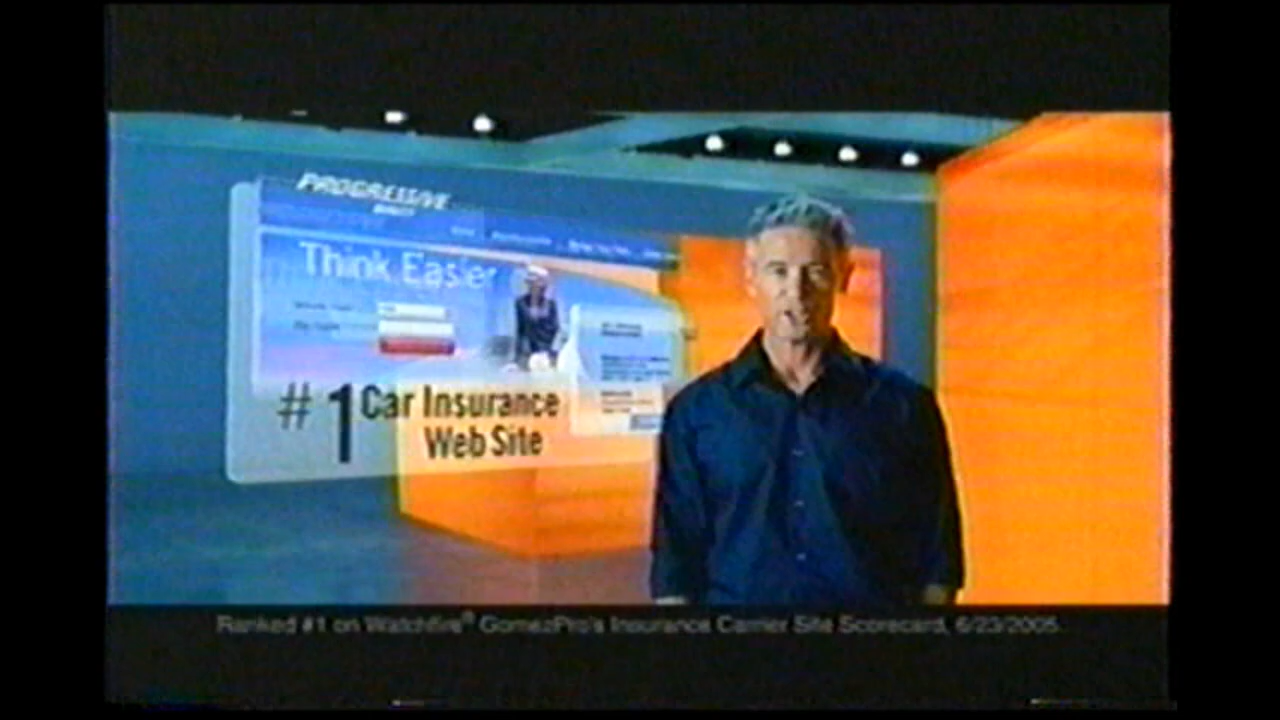 PROGRESSIVE
DIRECT
Think Easier
# 1 Car Insurance
Web Site
Ranked #1 on Watchfire® GomezPro's Insurance Carrier Site Scorecard, 6/23/2005.